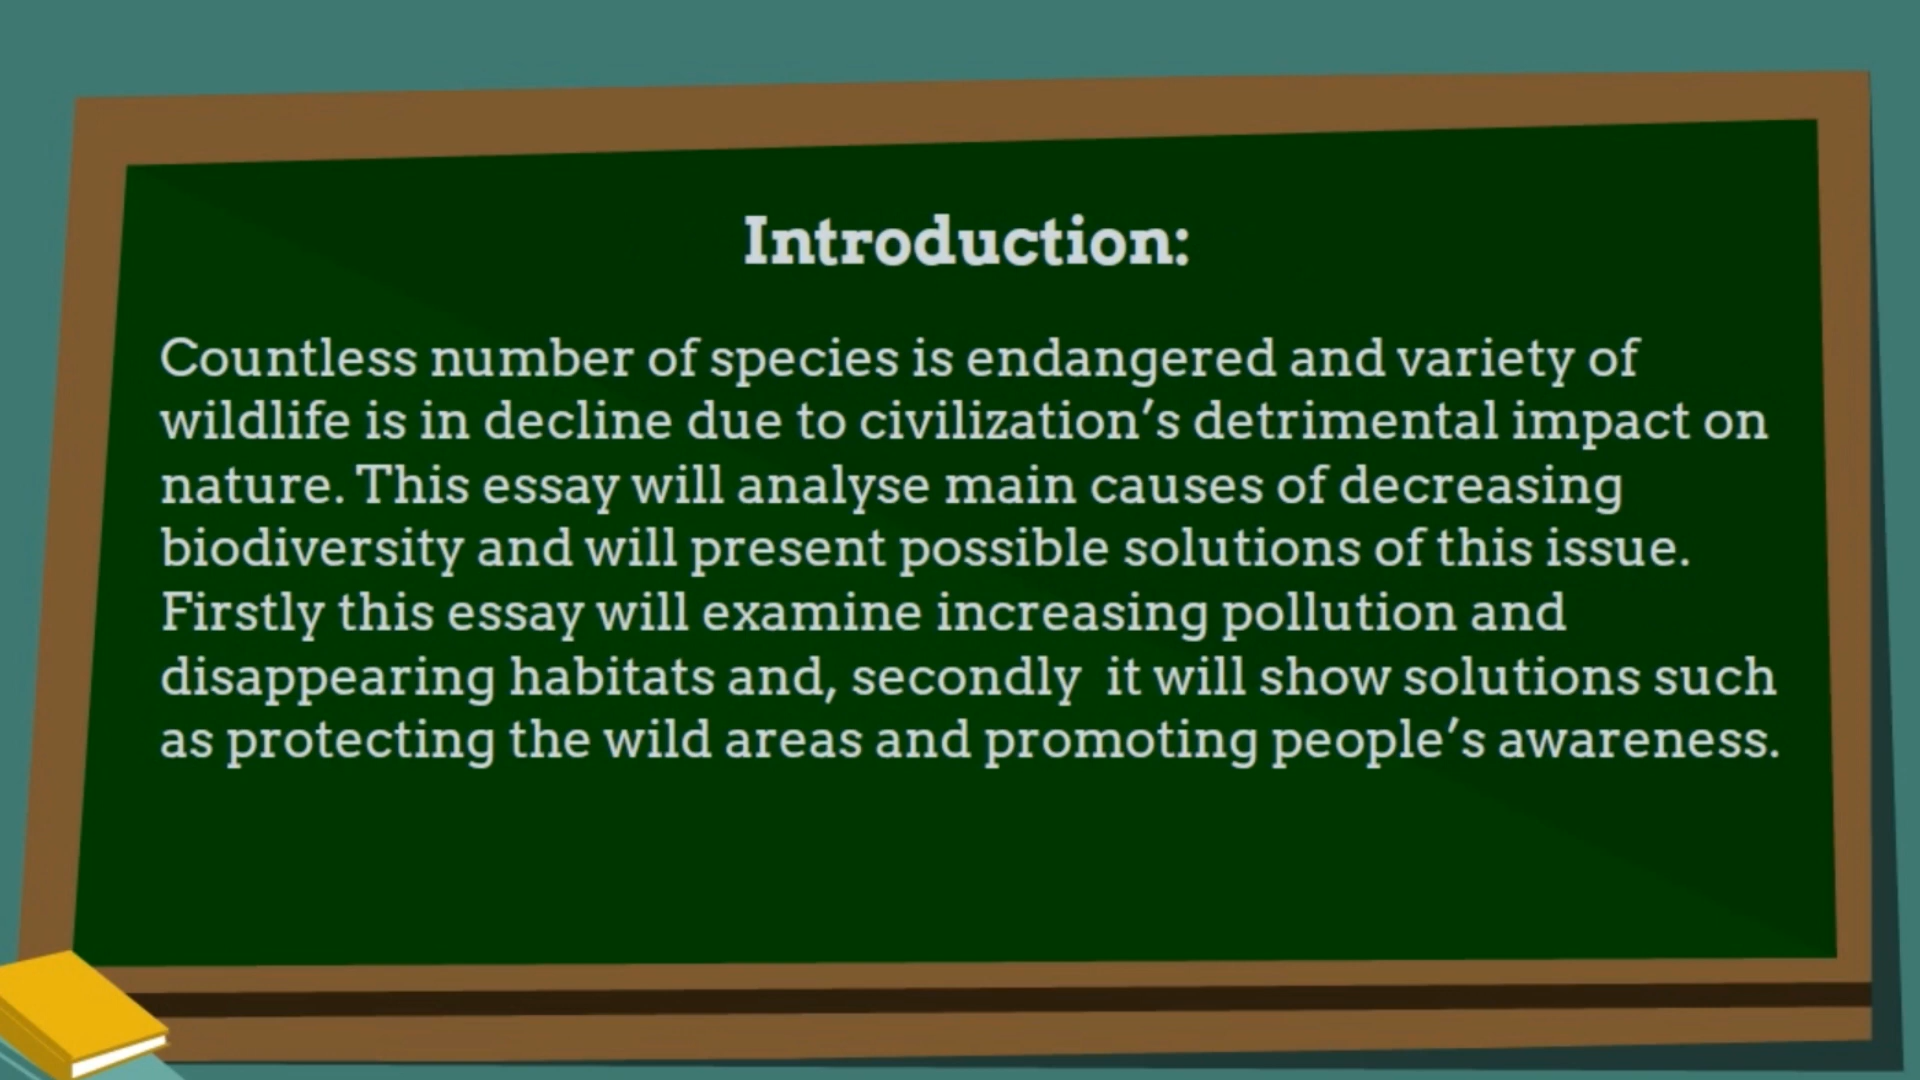 Introduction:
Countless number of species is endangered and variety of
wildlife is in decline due to civilization’s detrimental impact on
nature. This essay will analyse main causes of decreasing
biodiversity and will present possible solutions of this issue.
Firstly this essay will examine increasing pollution and
disappearing habitats and, secondly  it will show solutions such
as protecting the wild areas and promoting people’s awareness.